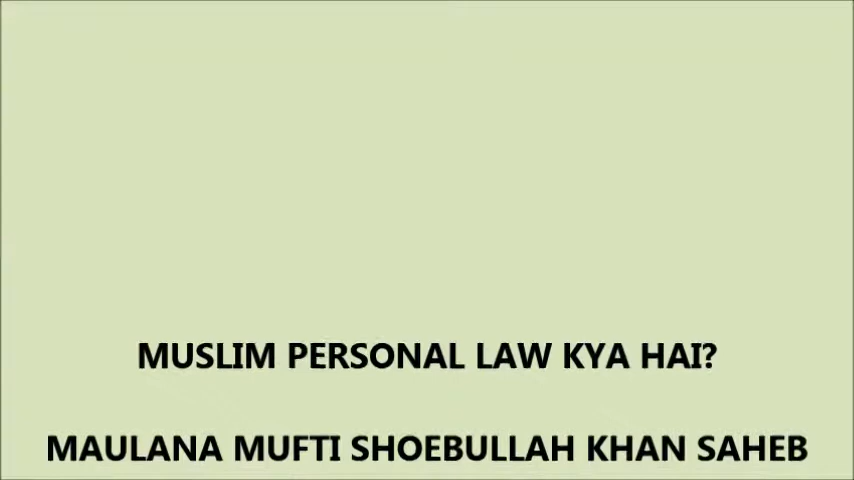 MUSLIM PERSONAL LAW KYA HAI?
MAULANA MUFTI SHOEBULLAH KHAN SAHEB